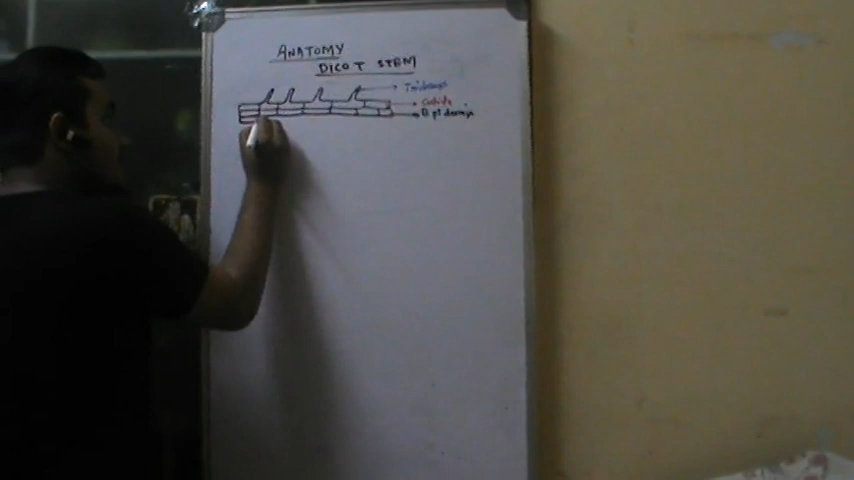 ANATOMY
DICOT STEM
Trichomes
Cuticle
Epidermis